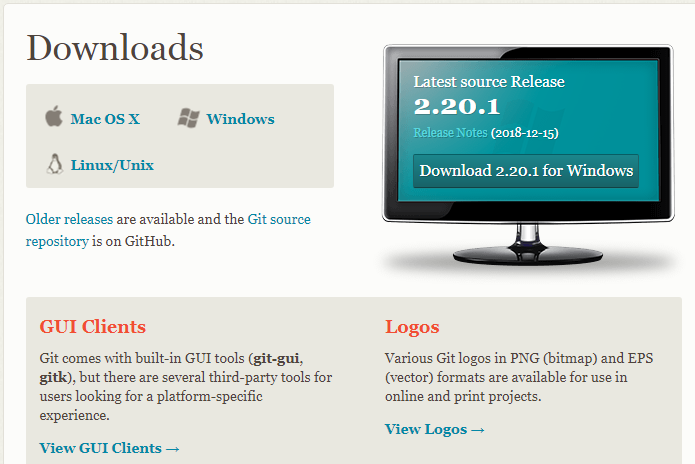 Downloads
Mac OS X
Windows
Linux/Unix
Older releases are available and the Git source
repository is on GitHub.
Latest source Release
2.20.1
Release Notes (2018-12-15)
Download 2.20.1 for Windows
GUI Clients
Git comes with built-in GUI tools (git-gui,
gitk), but there are several third-party tools for
users looking for a platform-specific
experience.
View GUI Clients →
Logos
Various Git logos in PNG (bitmap) and EPS
(vector) formats are available for use in
online and print projects.
View Logos →